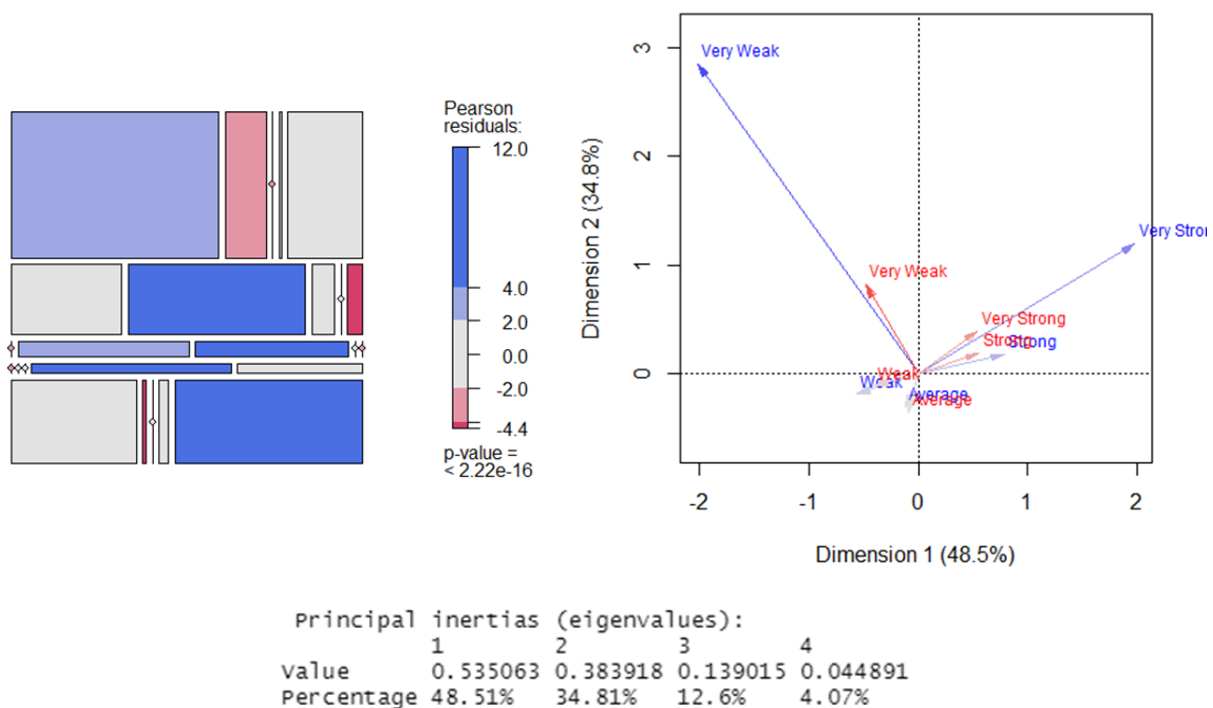 Pearson
residuals:
12.0
4.0
2.0
0.0
-2.0
-4.4
p-value =
< 2.22e-16
Dimension 2 (34.8%)
3
2
1
0
Very Weak
Very Stron
Very Weak
Very Strong
Strong
Strong
Weak
Weak
Average
Average
-2 -1 0 1 2
Dimension 1 (48.5%)
Principal inertias (eigenvalues):
1 2 3 4
Value 0.535063 0.383918 0.139015 0.044891
Percentage 48.51% 34.81% 12.6% 4.07%